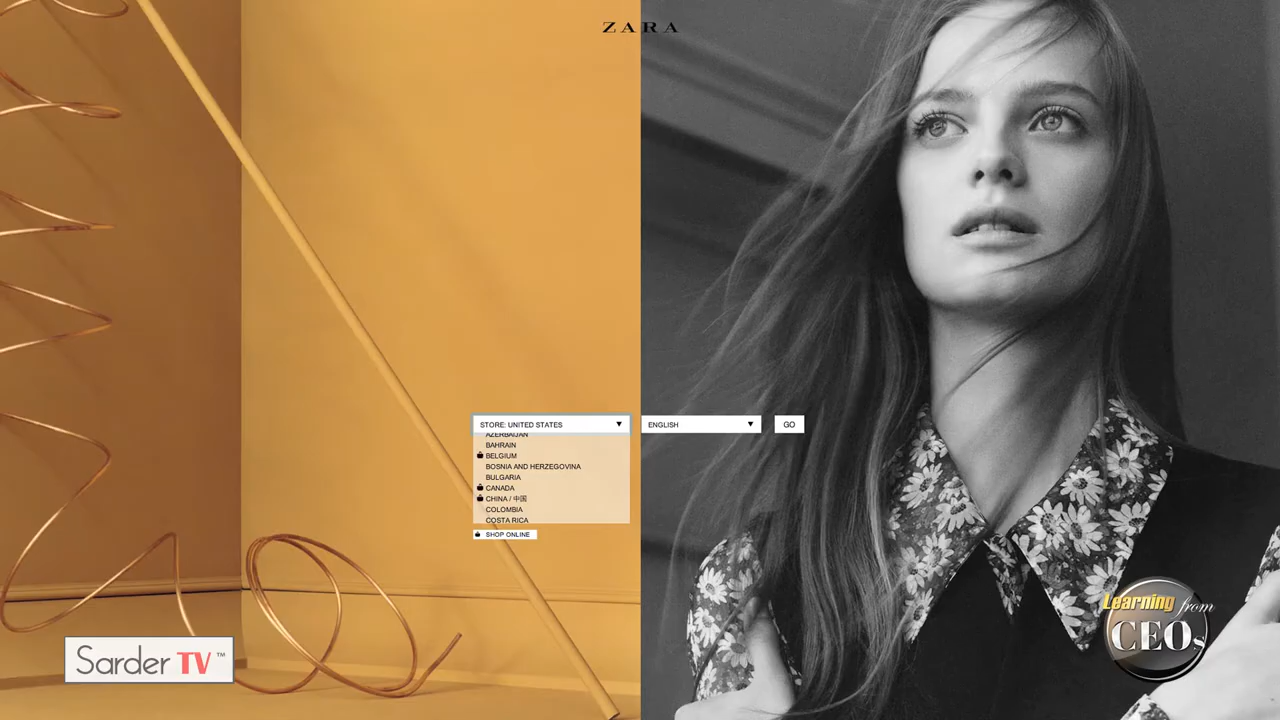 ZARA
STORE: UNITED STATES
ENGLISH
GO
AZERBAIJAN
BAHRAIN
BELGIUM
BOSNIA AND HERZEGOVINA
BULGARIA
CANADA
CHINA / 中国
COLOMBIA
COSTA RICA
SHOP ONLINE
Learning from
CEOs
Sarder TV™